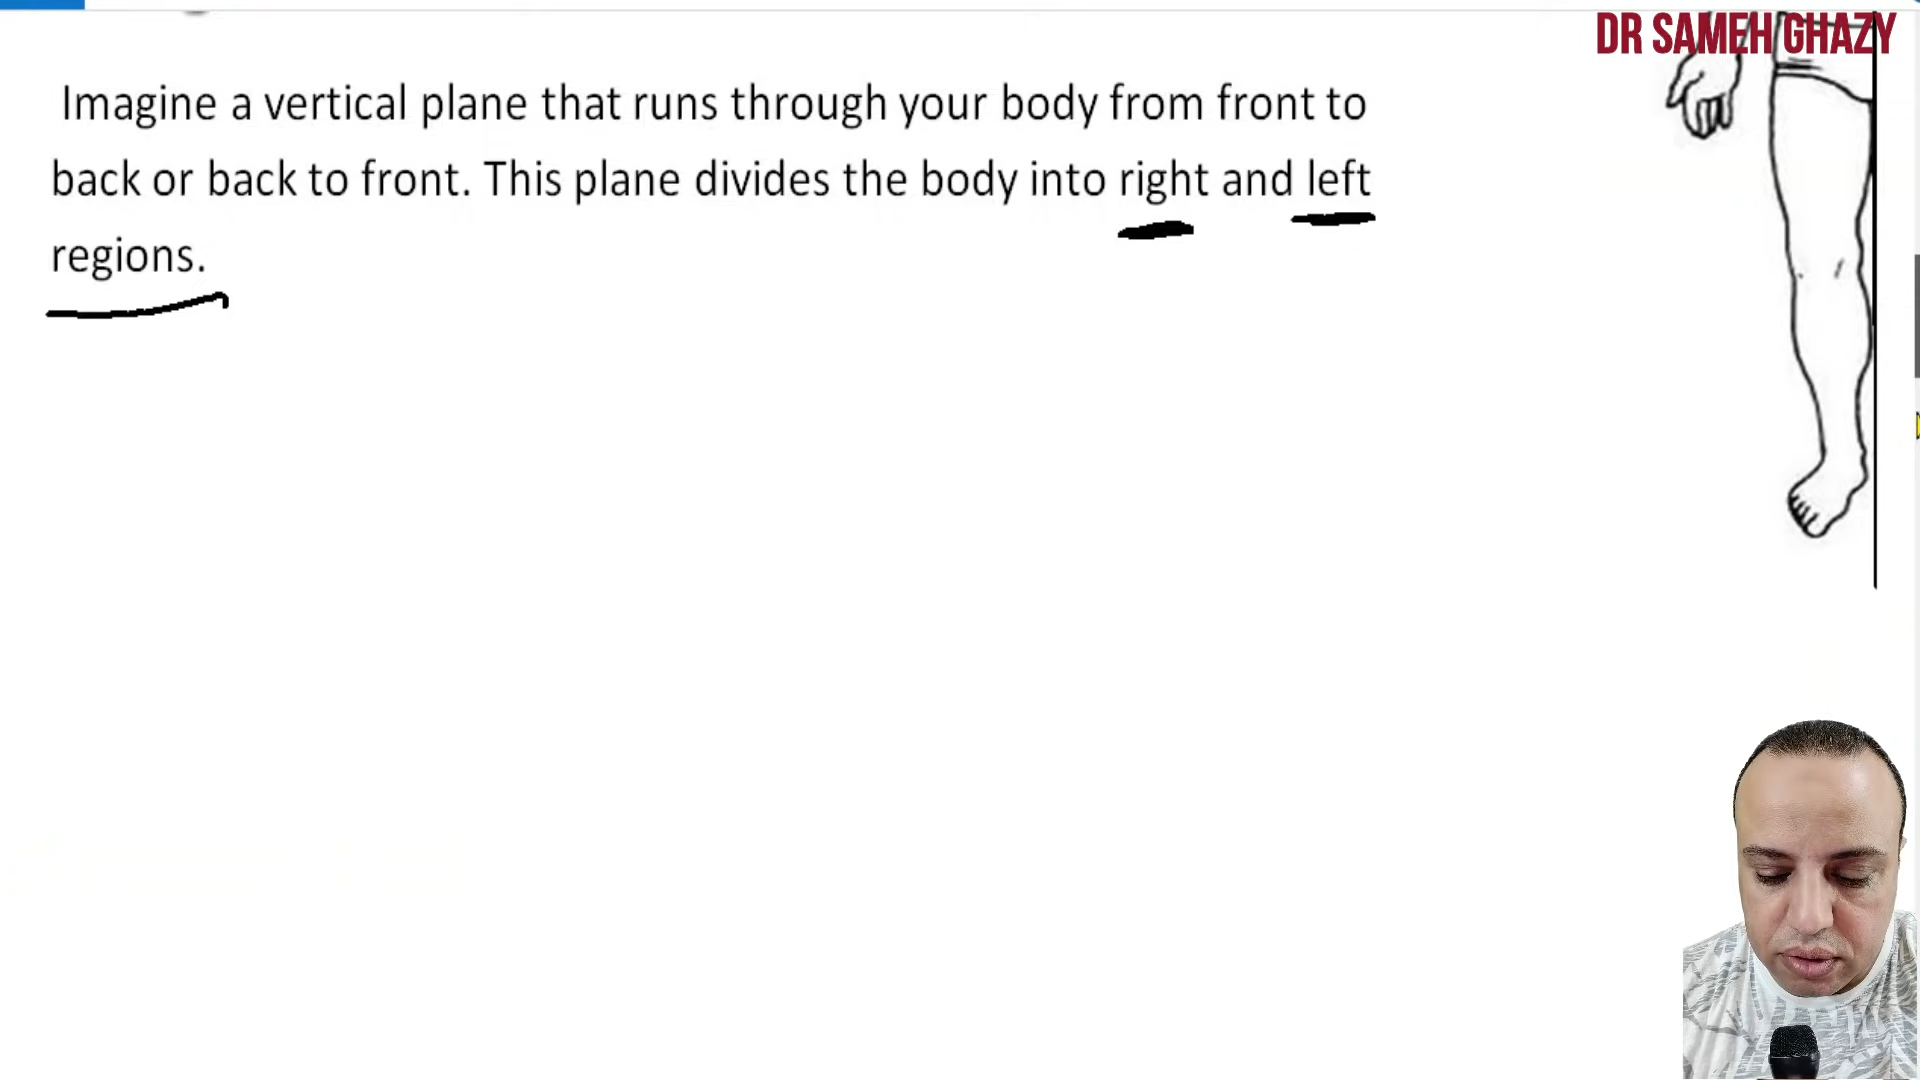 DR SAMEH GHAZY
Imagine a vertical plane that runs through your body from front to
back or back to front. This plane divides the body into right and left
regions.